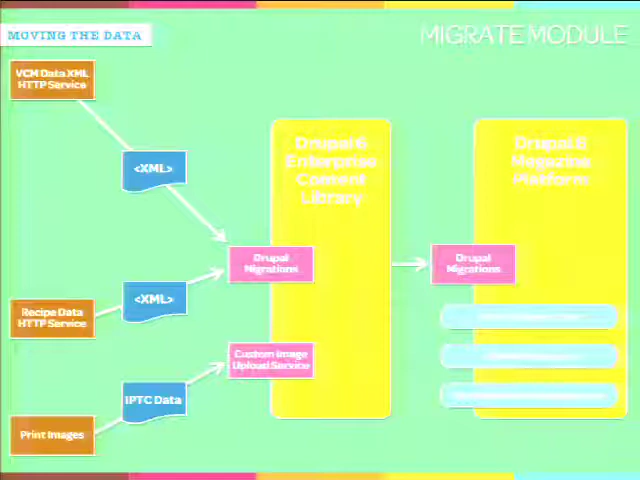 MOVING THE DATA
MIGRATE MODULE
VCM Data XML
HTTP Service
<XML>
Drupal 6
Enterprise
Content
Library
Drupal 6
Magazine
Platform
Drupal
Migrations
Drupal
Migrations
<XML>
Recipe Data
HTTP Service
Custom Image
Upload Service
IPTC Data
Print Images